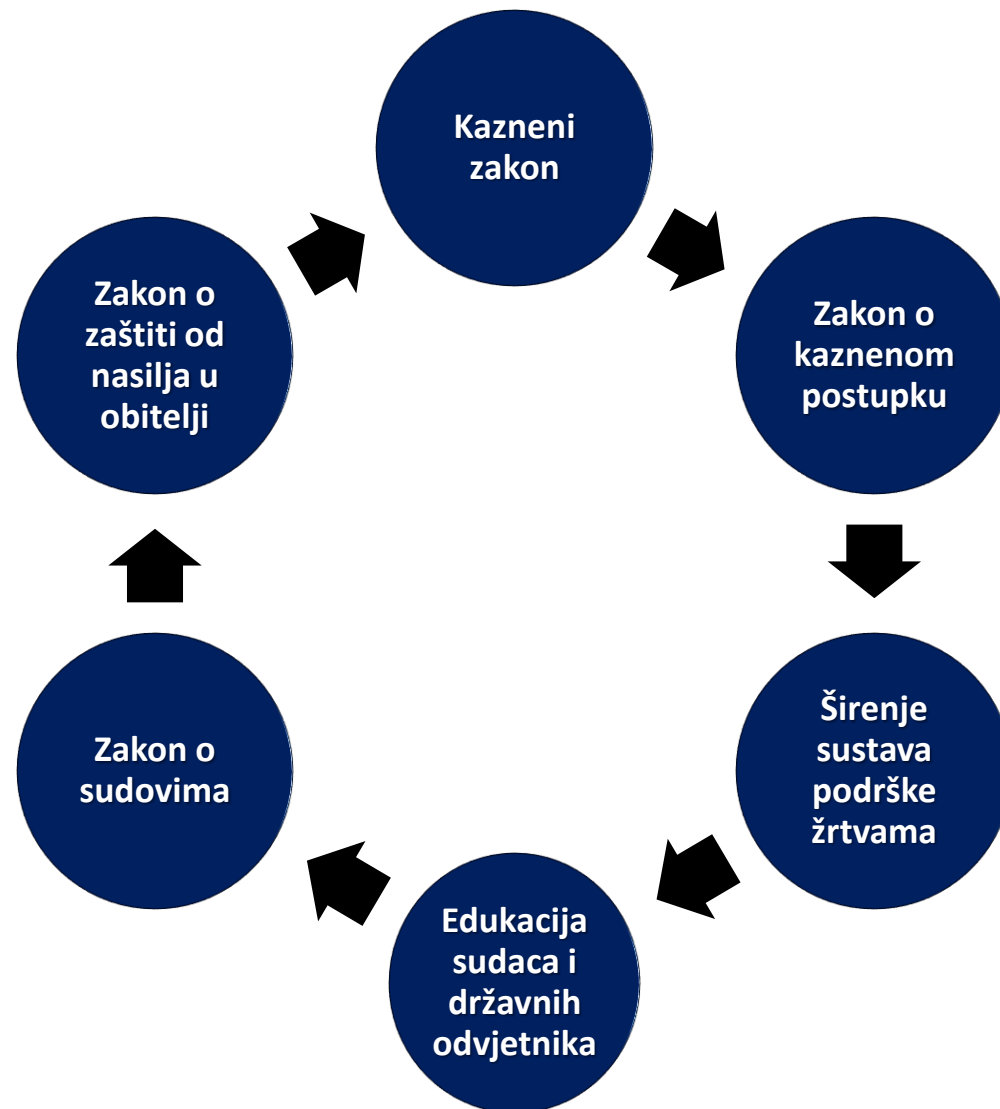 Kazneni
zakon
Zakon o
kaznenom
postupku
Širenje
sustava
podrške
žrtvama
Edukacija
sudaca i
državnih
odvjetnika
Zakon o
sudovima
Zakon o
zaštiti od
nasilja u
obitelji